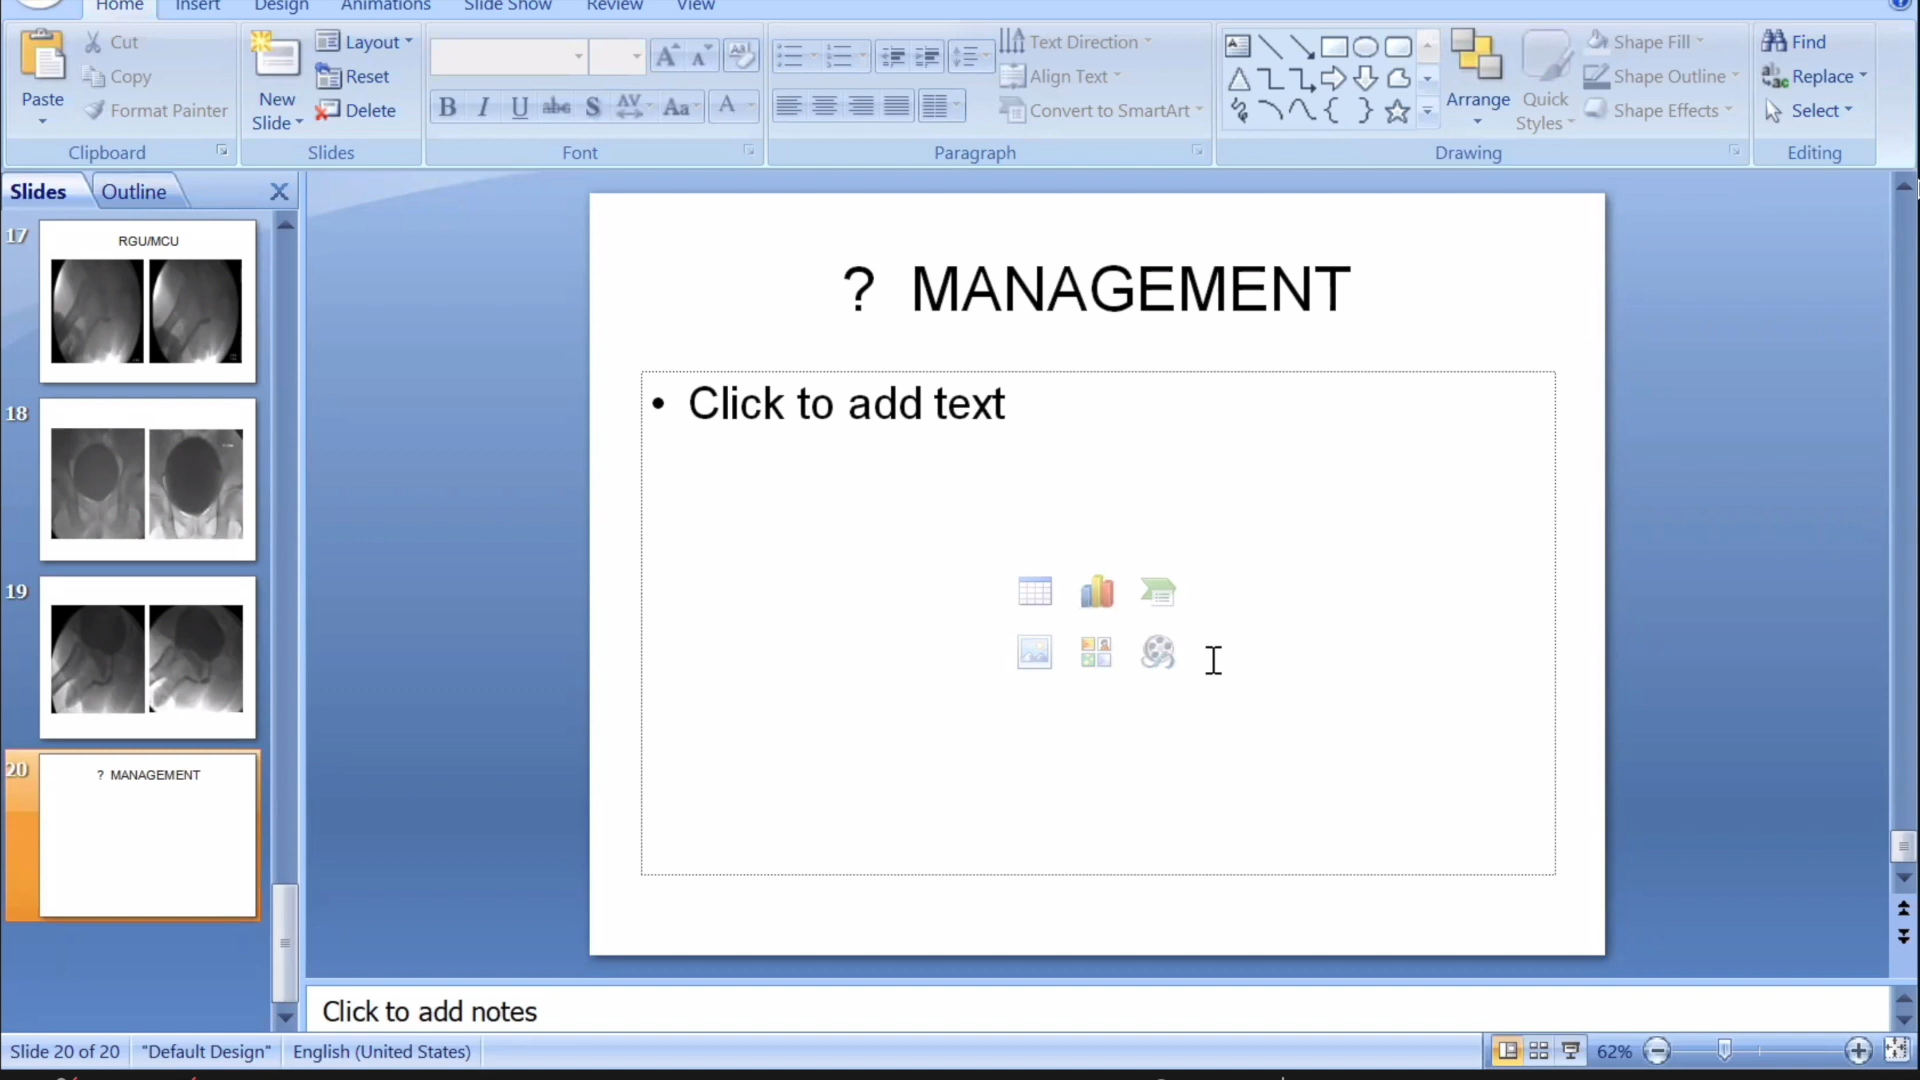 Home Insert Design Animations Slide Show Review View
Paste
Cut
Copy
Format Painter
Clipboard
New
Slide
Layout
Reset
Delete
Slides
B I U abc S AV Aa A
Font
Text Direction
Align Text
Convert to SmartArt
Paragraph
Arrange
Quick
Styles
Shape Fill
Shape Outline
Shape Effects
Drawing
Find
Replace
Select
Editing
Slides Outline
17
RGU/MCU
18
19
20
? MANAGEMENT
? MANAGEMENT
• Click to add text
Click to add notes
Slide 20 of 20 "Default Design" English (United States) 62%